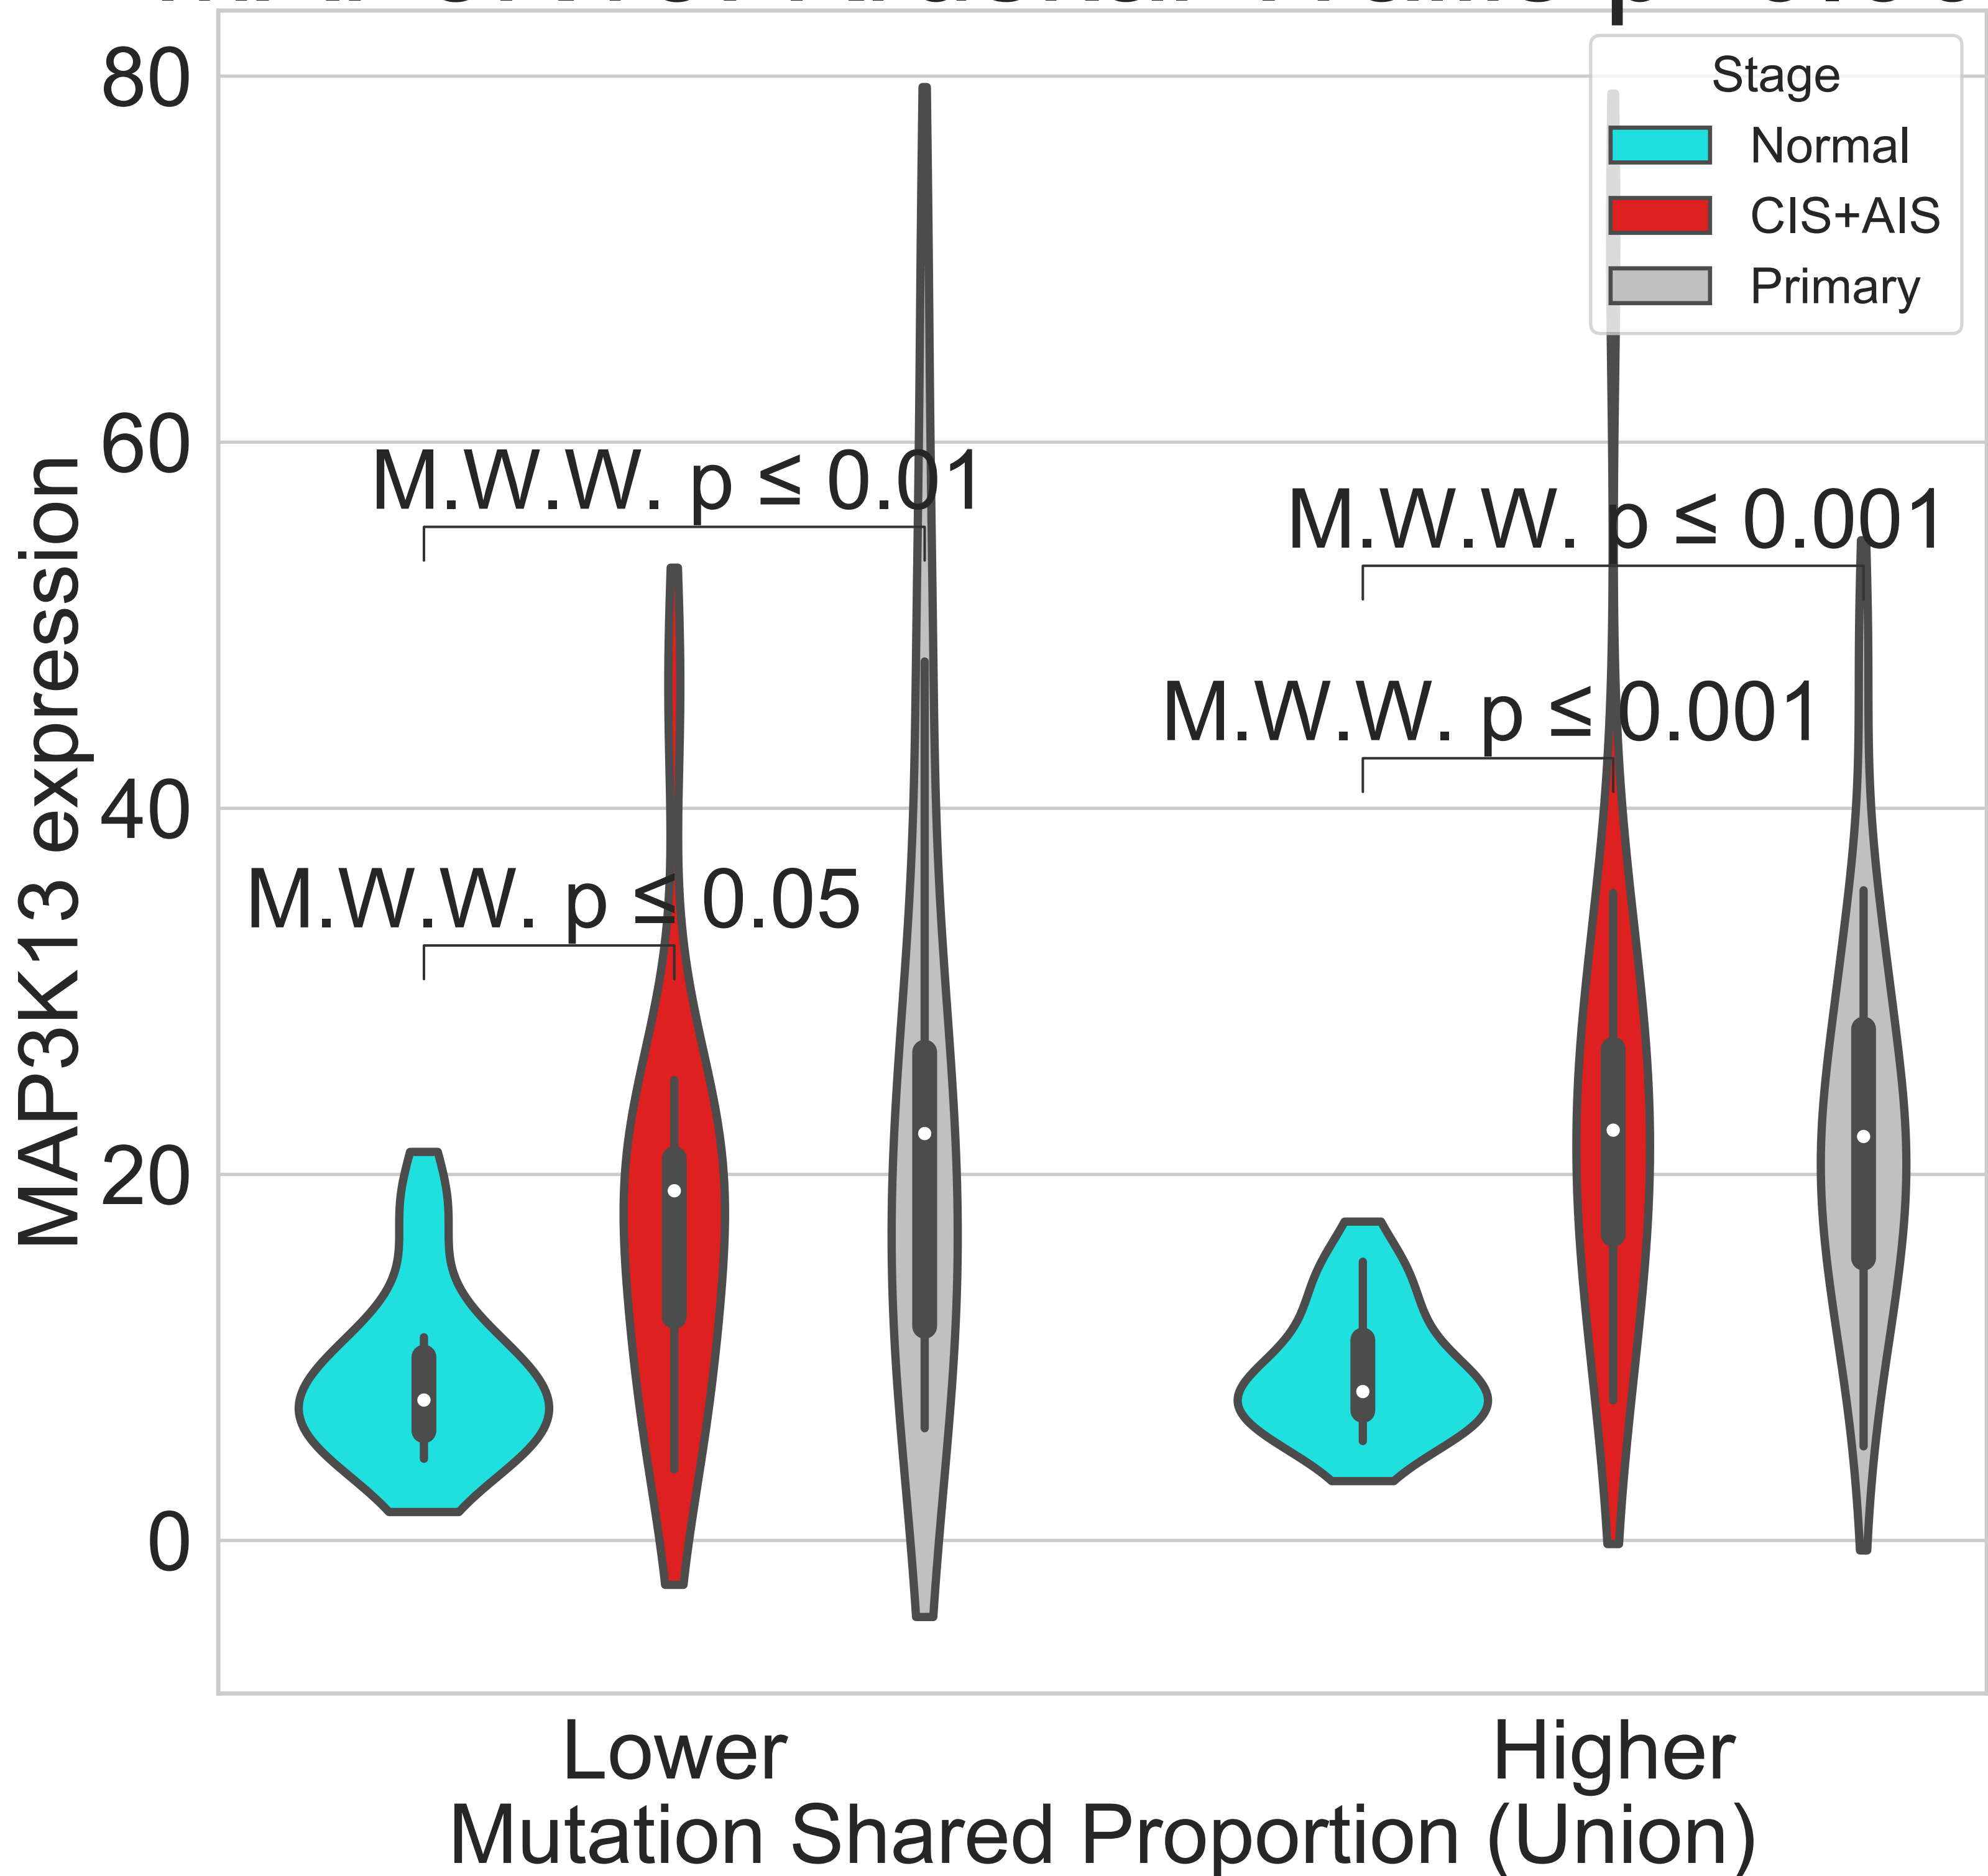 80
60
40
20
0
MAP3K13 expression
Stage
Normal
CIS+AIS
Primary
M.W.W. p ≤ 0.01
M.W.W. p ≤ 0.001
M.W.W. p ≤ 0.001
M.W.W. p ≤ 0.05
Lower
Higher
Mutation Shared Proportion (Union)